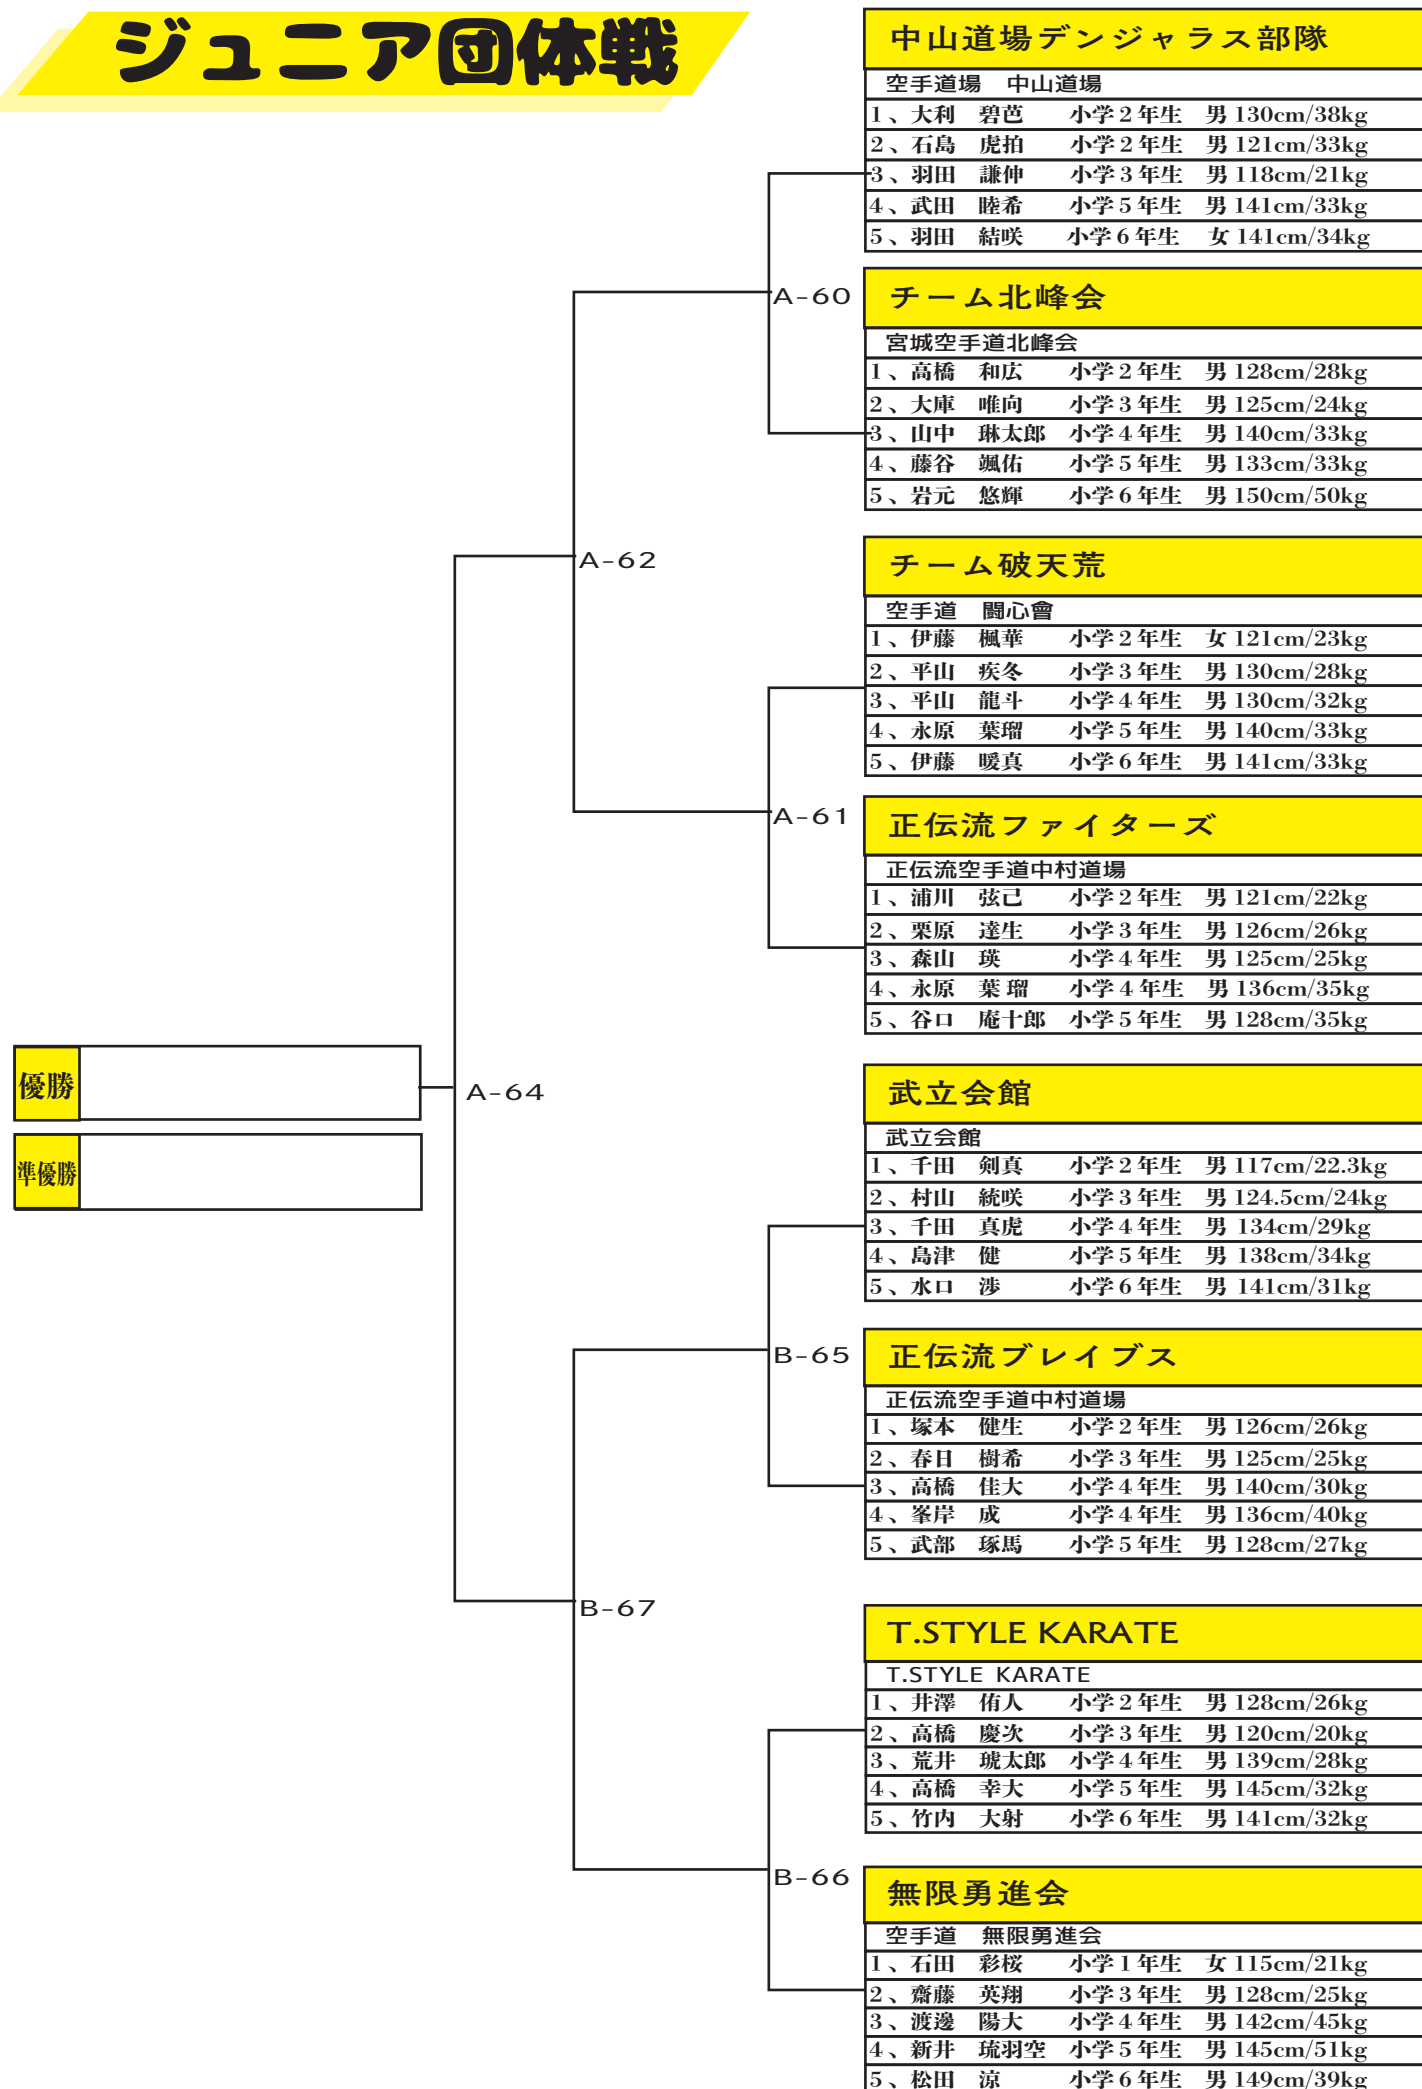 ジュニア団体戦
中山道場デンジャラス部隊
空手道場　中山道場
1、大利　碧芭　小学2年生　男 130cm/38kg
2、石島　虎拍　小学2年生　男 121cm/33kg
3、羽田　謙伸　小学3年生　男 118cm/21kg
4、武田　睦希　小学5年生　男 141cm/33kg
5、羽田　結咲　小学6年生　女 141cm/34kg
A-60
チーム北峰会
宮城空手道北峰会
1、高橋　和広　小学2年生　男 128cm/28kg
2、大庫　唯向　小学3年生　男 125cm/24kg
3、山中　琳太郎　小学4年生　男 140cm/33kg
4、藤谷　颯佑　小学5年生　男 133cm/33kg
5、岩元　悠輝　小学6年生　男 150cm/50kg
A-62
チーム破天荒
空手道　闘心會
1、伊藤　楓華　小学2年生　女 121cm/23kg
2、平山　疾冬　小学3年生　男 130cm/28kg
3、平山　龍斗　小学4年生　男 130cm/32kg
4、永原　葉瑠　小学5年生　男 140cm/33kg
5、伊藤　暖真　小学6年生　男 141cm/33kg
A-61
正伝流ファイターズ
正伝流空手道中村道場
1、浦川　弦己　小学2年生　男 121cm/22kg
2、栗原　達生　小学3年生　男 126cm/26kg
3、森山　瑛　小学4年生　男 125cm/25kg
4、永原　葉 瑠　小学4年生　男 136cm/35kg
5、谷口　庵十郎　小学5年生　男 128cm/35kg
優勝
A-64
準優勝
武立会館
武立会館
1、千田　剣真　小学2年生　男 117cm/22.3kg
2、村山　統咲　小学3年生　男 124.5cm/24kg
3、千田　真虎　小学4年生　男 134cm/29kg
4、島津　健　小学5年生　男 138cm/34kg
5、水口　渉　小学6年生　男 141cm/31kg
B-65
正伝流ブレイブス
正伝流空手道中村道場
1、塚本　健生　小学2年生　男 126cm/26kg
2、春日　樹希　小学3年生　男 125cm/25kg
3、高橋　佳大　小学4年生　男 140cm/30kg
4、峯岸　成　小学4年生　男 136cm/40kg
5、武部　琢馬　小学5年生　男 128cm/27kg
B-67
T.STYLE KARATE
T.STYLE KARATE
1、井澤　侑人　小学2年生　男 128cm/26kg
2、高橋　慶次　小学3年生　男 120cm/20kg
3、荒井　琥太郎　小学4年生　男 139cm/28kg
4、高橋　幸大　小学5年生　男 145cm/32kg
5、竹内　大射　小学6年生　男 141cm/32kg
B-66
無限勇進会
空手道　無限勇進会
1、石田　彩桜　小学1年生　女 115cm/21kg
2、齋藤　英翔　小学3年生　男 128cm/25kg
3、渡邊　陽大　小学4年生　男 142cm/45kg
4、新井　琉羽空　小学5年生　男 145cm/51kg
5、松田　涼　小学6年生　男 149cm/39kg